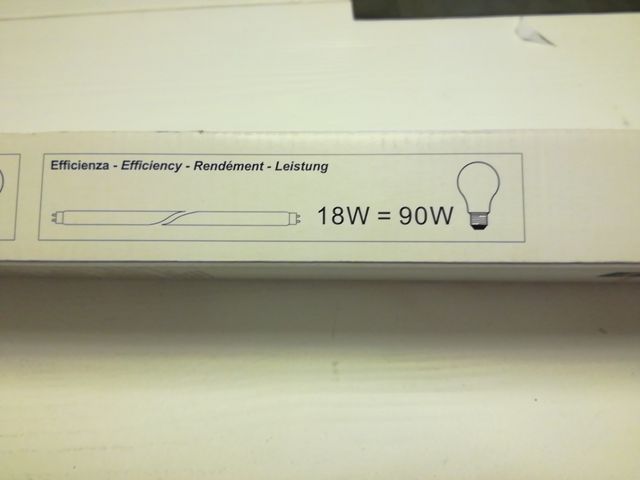 Efficienza - Efficiency - Rendément - Leistung
18W = 90W